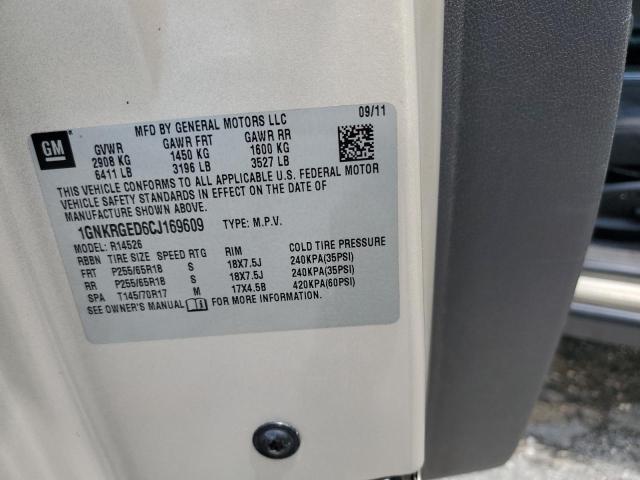 GM
MFD BY GENERAL MOTORS LLC 09/11
GVWR GAWR FRT GAWR RR
2908 KG 1450 KG 1600 KG
6411 LB 3196 LB 3527 LB
THIS VEHICLE CONFORMS TO ALL APPLICABLE U.S. FEDERAL MOTOR
VEHICLE SAFETY STANDARDS IN EFFECT ON THE DATE OF
MANUFACTURE SHOWN ABOVE.
1GNKRGED6CJ169609 TYPE: M.P.V.
MODEL: R14526
RBBN TIRE SIZE SPEED RTG RIM COLD TIRE PRESSURE
FRT P255/65R18 S 18X7.5J 240KPA(35PSI)
RR P255/65R18 S 18X7.5J 240KPA(35PSI)
SPA T145/70R17 M 17X4.5B 420KPA(60PSI)
SEE OWNER'S MANUAL FOR MORE INFORMATION.